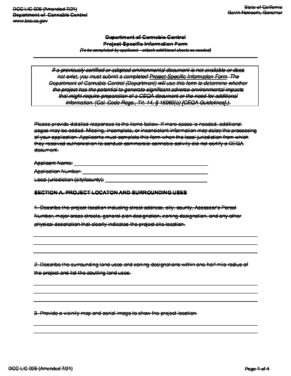 DCC-LIC-025 (Amended 7/21)
State of California
Department of Cannabis Control
Gavin Newsom, Governor
www.bcc.ca.gov
Department of Cannabis Control
Project-Specific Information Form
(To be completed by applicant - attach additional sheets as needed)
If a previously certified or adopted environmental document is not available or does
not exist, you must submit a completed Project-Specific Information Form. The
Department of Cannabis Control (Department) will use this form to determine whether
the project has the potential to generate significant adverse environmental impacts
that might require preparation of a CEQA document or the need for additional
information. (Cal. Code Regs., Tit. 14, § 15060(a) [CEQA Guidelines].).
Please provide detailed responses to the items below. If more space is needed, additional
pages may be added. Missing, incomplete, or inconsistent information may delay the processing
of your application. Applicants must complete this form when the local jurisdiction from which
they received authorization to conduct commercial cannabis activity did not certify a CEQA
document.
Applicant Name:
Application Number:
Local jurisdiction (city/county):
SECTION A. PROJECT LOCATION AND SURROUNDING USES
1. Describe the project location including street address, city, county, Assessor's Parcel
Number, major cross streets, general plan designation, zoning designation, and any other
physical description that clearly indicates the project site location.
2. Describe the surrounding land uses and zoning designations within one-half mile radius of
the project and list the abutting land uses.
3. Provide a vicinity map and aerial image to show the project location.
DCC-LIC-025 (Amended 7/21)
Page 1 of 4